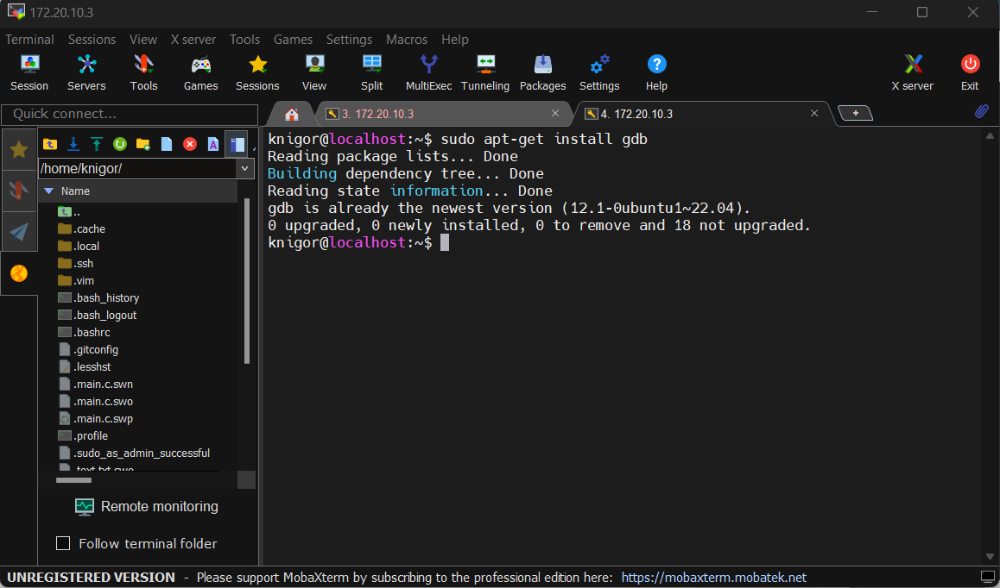 172.20.10.3
Terminal Sessions View X server Tools Games Settings Macros Help
Session Servers Tools Games Sessions View Split MultiExec Tunneling Packages Settings Help X server Exit
Quick connect...
3. 172.20.10.3
4. 172.20.10.3
/home/knigor/
Name
..
.cache
.local
.ssh
.vim
.bash_history
.bash_logout
.bashrc
.gitconfig
.lesshst
.main.c.swn
.main.c.swo
.main.c.swp
.profile
.sudo_as_admin_successful
.text.txt.swo
Remote monitoring
Follow terminal folder
knigor@localhost:~$ sudo apt-get install gdb
Reading package lists... Done
Building dependency tree... Done
Reading state information... Done
gdb is already the newest version (12.1-0ubuntu1~22.04).
0 upgraded, 0 newly installed, 0 to remove and 18 not upgraded.
knigor@localhost:~$
UNREGISTERED VERSION - Please support MobaXterm by subscribing to the professional edition here: https://mobaxterm.mobatek.net